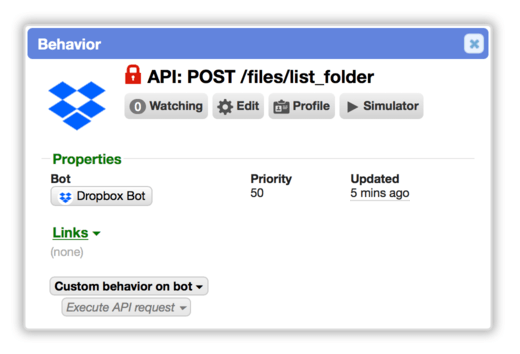 Behavior
API: POST /files/list_folder
0 Watching Edit Profile Simulator
Properties
Bot Priority Updated
Dropbox Bot 50 5 mins ago
Links
(none)
Custom behavior on bot
Execute API request